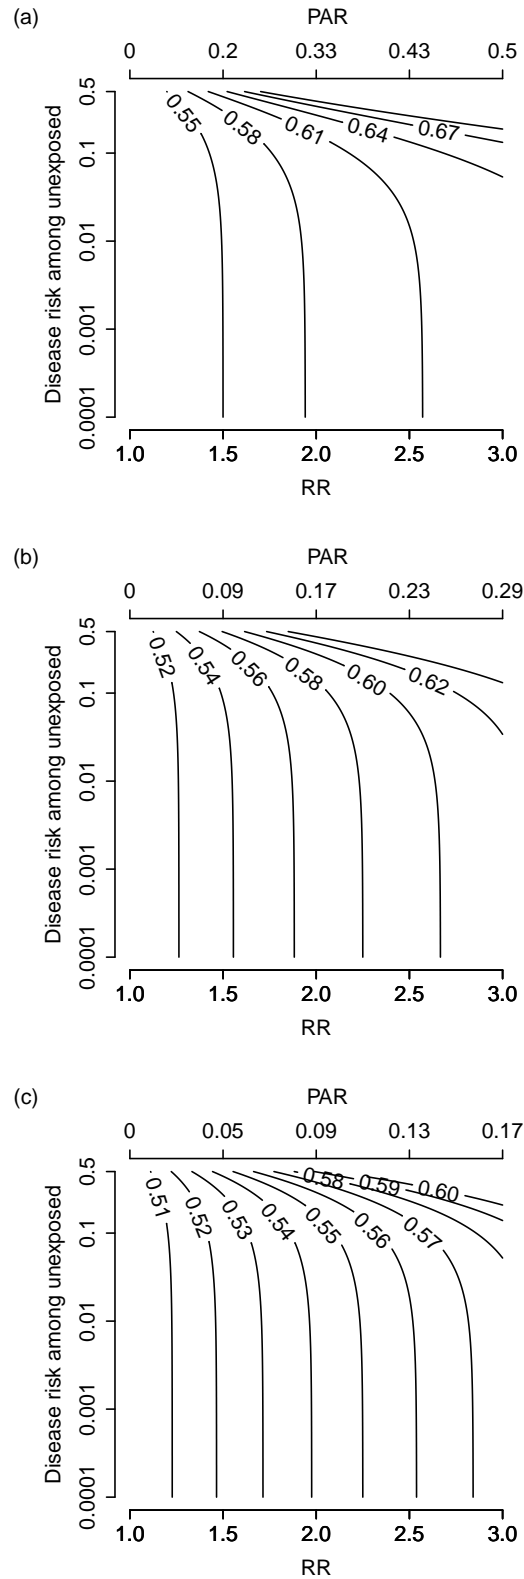 (a)
PAR
0 0.2 0.33 0.43 0.5
Disease risk among unexposed
0.5
0.1
0.01
0.001
0.0001
0.55 0.58 0.61 0.64 0.67
1.0 1.5 2.0 2.5 3.0
RR
(b)
PAR
0 0.09 0.17 0.23 0.29
Disease risk among unexposed
0.5
0.1
0.01
0.001
0.0001
0.52 0.54 0.56 0.58 0.60 0.62
1.0 1.5 2.0 2.5 3.0
RR
(c)
PAR
0 0.05 0.09 0.13 0.17
Disease risk among unexposed
0.5
0.1
0.01
0.001
0.0001
0.51 0.52 0.53 0.54 0.55 0.56 0.57 0.58 0.59 0.60
1.0 1.5 2.0 2.5 3.0
RR